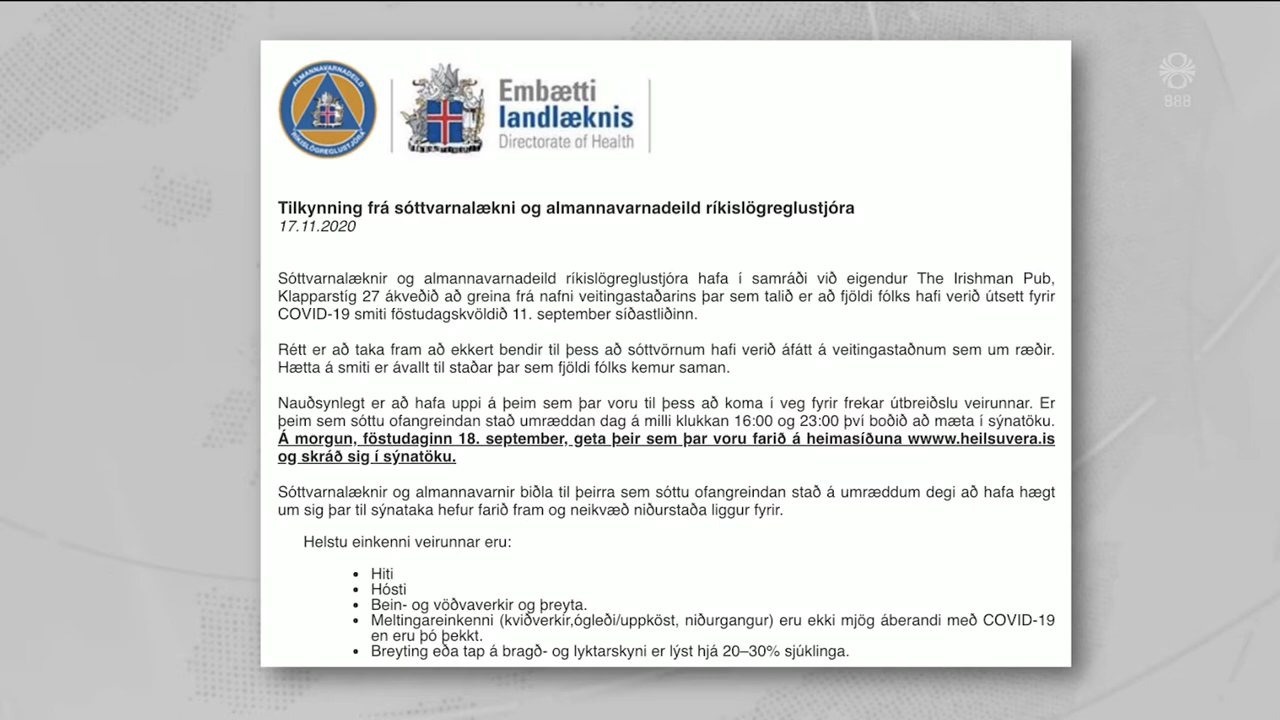 ALMANNAVARNADEILD
RÍKISLÖGREGLUSTJÓRA
Embætti
landlæknis
Directorate of Health
888
Tilkynning frá sóttvarnalækni og almannavarnadeild ríkislögreglustjóra
17.11.2020
Sóttvarnalæknir og almannavarnadeild ríkislögreglustjóra hafa í samráði við eigendur The Irishman Pub,
Klapparstíg 27 ákveðið að greina frá nafni veitingastaðarins þar sem talið er að fjöldi fólks hafi verið útsett fyrir
COVID-19 smiti föstudagskvöldið 11. september síðastliðinn.
Rétt er að taka fram að ekkert bendir til þess að sóttvörnum hafi verið áfátt á veitingastaðnum sem um ræðir.
Hætta á smiti er ávallt til staðar þar sem fjöldi fólks kemur saman.
Nauðsynlegt er að hafa uppi á þeim sem þar voru til þess að koma í veg fyrir frekar útbreiðslu veirunnar. Er
þeim sem sóttu ofangreindan stað umræddan dag á milli klukkan 16:00 og 23:00 því boðið að mæta í sýnatöku.
Á morgun, föstudaginn 18. september, geta þeir sem þar voru farið á heimasíðuna wwww.heilsuvera.is
og skráð sig í sýnatöku.
Sóttvarnalæknir og almannavarnir biðla til þeirra sem sóttu ofangreindan stað á umræddum degi að hafa hægt
um sig þar til sýnataka hefur farið fram og neikvæð niðurstaða liggur fyrir.
Helstu einkenni veirunnar eru:
• Hiti
• Hósti
• Bein- og vöðvaverkir og þreyta.
• Meltingareinkenni (kviðverkir,ógleði/uppköst, niðurgangur) eru ekki mjög áberandi með COVID-19
en eru þó þekkt.
• Breyting eða tap á bragð- og lyktarskyni er lýst hjá 20–30% sjúklinga.